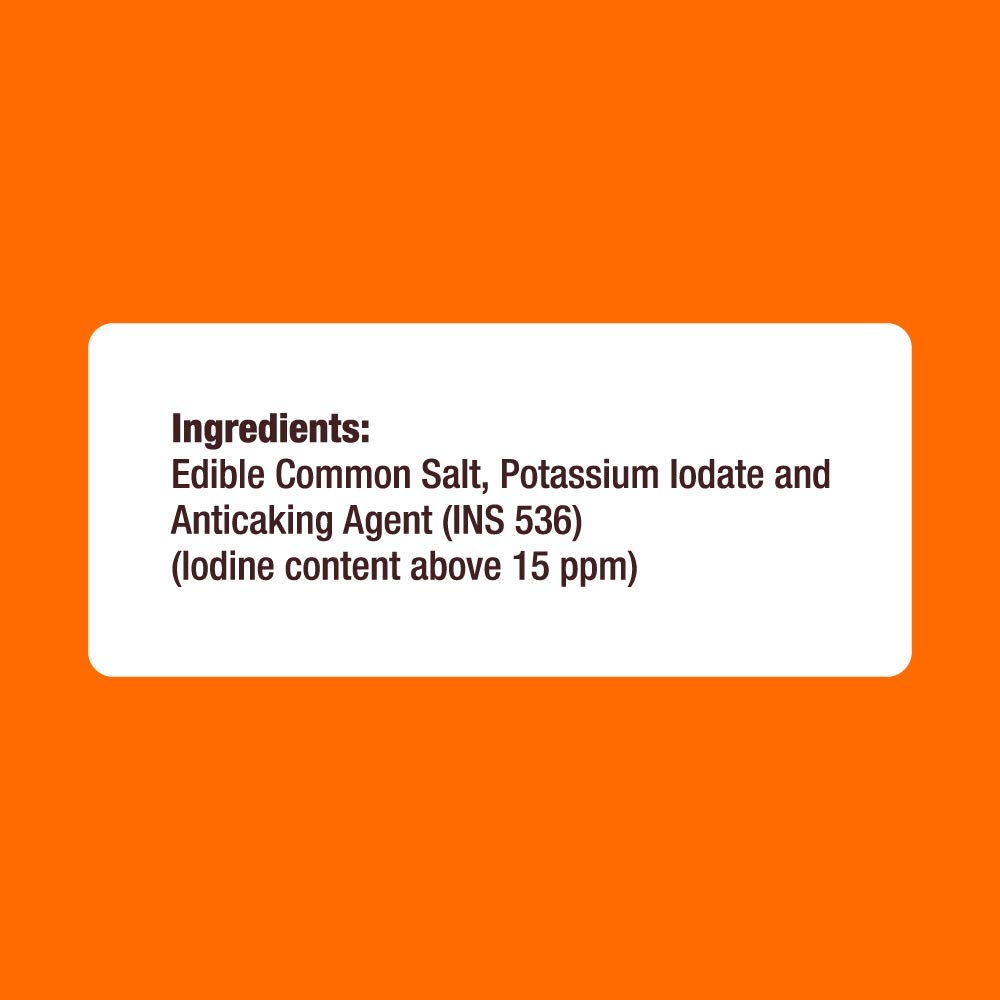 Ingredients:
Edible Common Salt, Potassium Iodate and
Anticaking Agent (INS 536)
(Iodine content above 15 ppm)